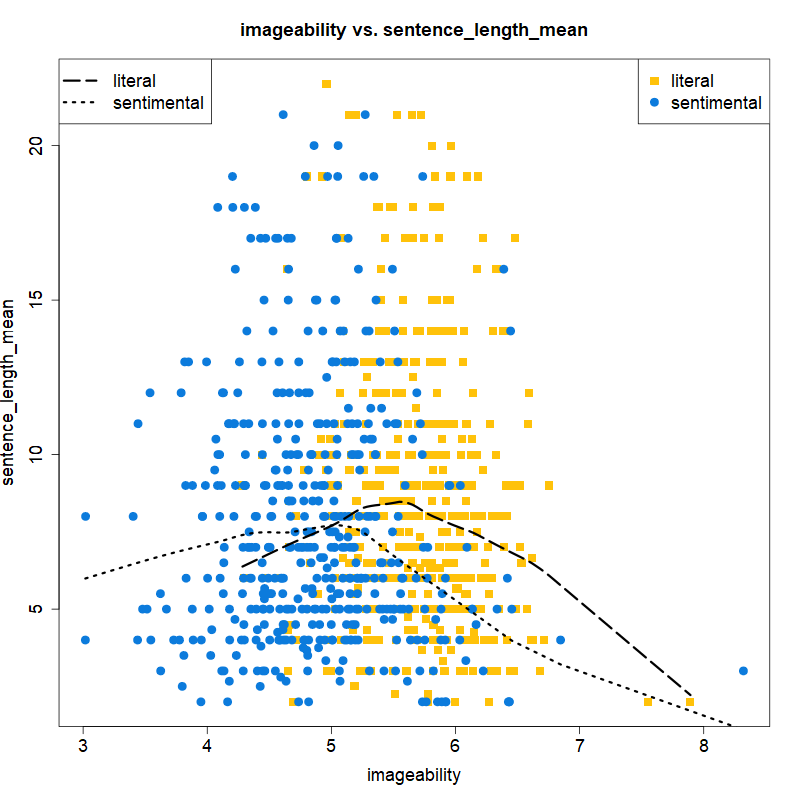 imageability vs. sentence_length_mean
literal
sentimental
literal
sentimental
20
15
10
5
sentence_length_mean
3 4 5 6 7 8
imageability